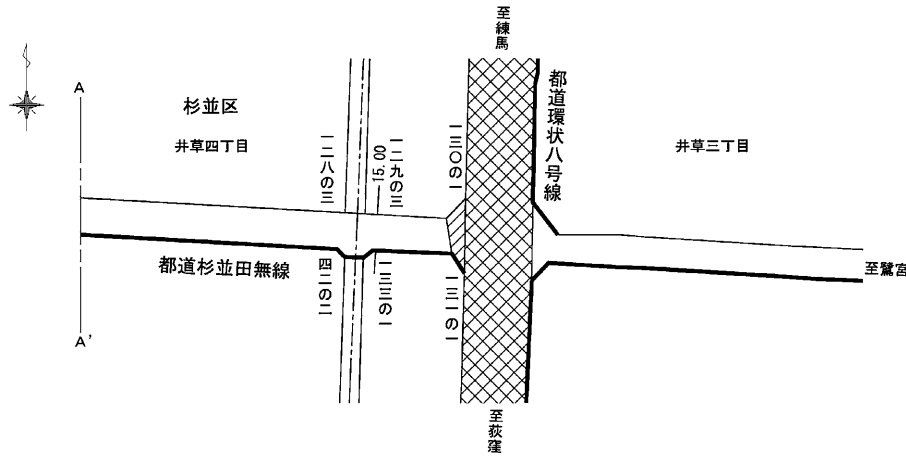 至練馬
A
杉並区
井草四丁目
一二八の三
15.00
一二九の三
一三〇の一
都道環状八号線
井草三丁目
都道杉並田無線
四二の二
一三三の一
一三一の一
至鷺宮
A'
至荻窪